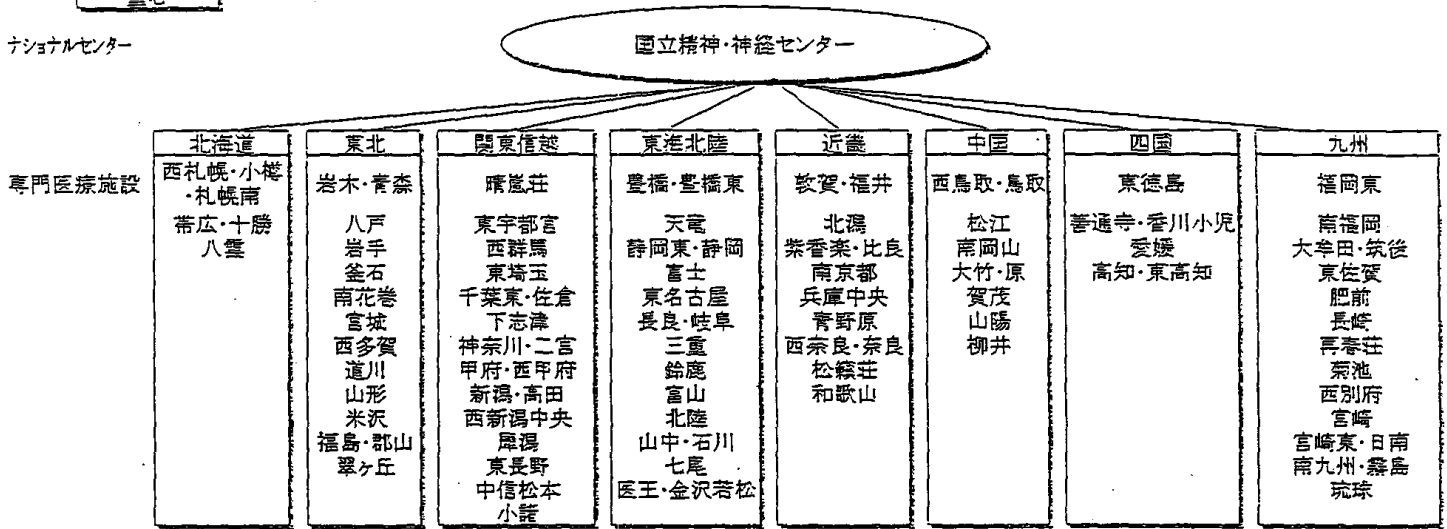 ナショナルセンター
国立精神・神経センター
専門医療施設
北海道
西札幌・小樽
・札幌南
帯広・十勝
八雲
東北
岩木・青森
八戸
岩手
釜石
南花巻
宮城
西多賀
道川
山形
米沢
福島・郡山
翠ヶ丘
関東信越
晴嵐荘
東宇都宮
西群馬
東埼玉
千葉東・佐倉
下志津
神奈川・二宮
甲府・西甲府
新潟・高田
西新潟中央
犀潟
東長野
中信松本
小諸
東海北陸
豊橋・豊橋東
天竜
静岡東・静岡
富士
東名古屋
長良・岐阜
三重
鈴鹿
富山
北陸
山中・石川
七尾
医王・金沢若松
近畿
敦賀・福井
北潟
紫香楽・比良
南京都
兵庫中央
青野原
西奈良・奈良
松籟荘
和歌山
中国
西鳥取・鳥取
松江
南岡山
大竹・原
賀茂
山陽
柳井
四国
東徳島
善通寺・香川小児
愛媛
高知・東高知
九州
福岡東
南福岡
大牟田・筑後
東佐賀
肥前
長崎
再春荘
菊池
西別府
宮崎
宮崎東・日南
南九州・霧島
琉球